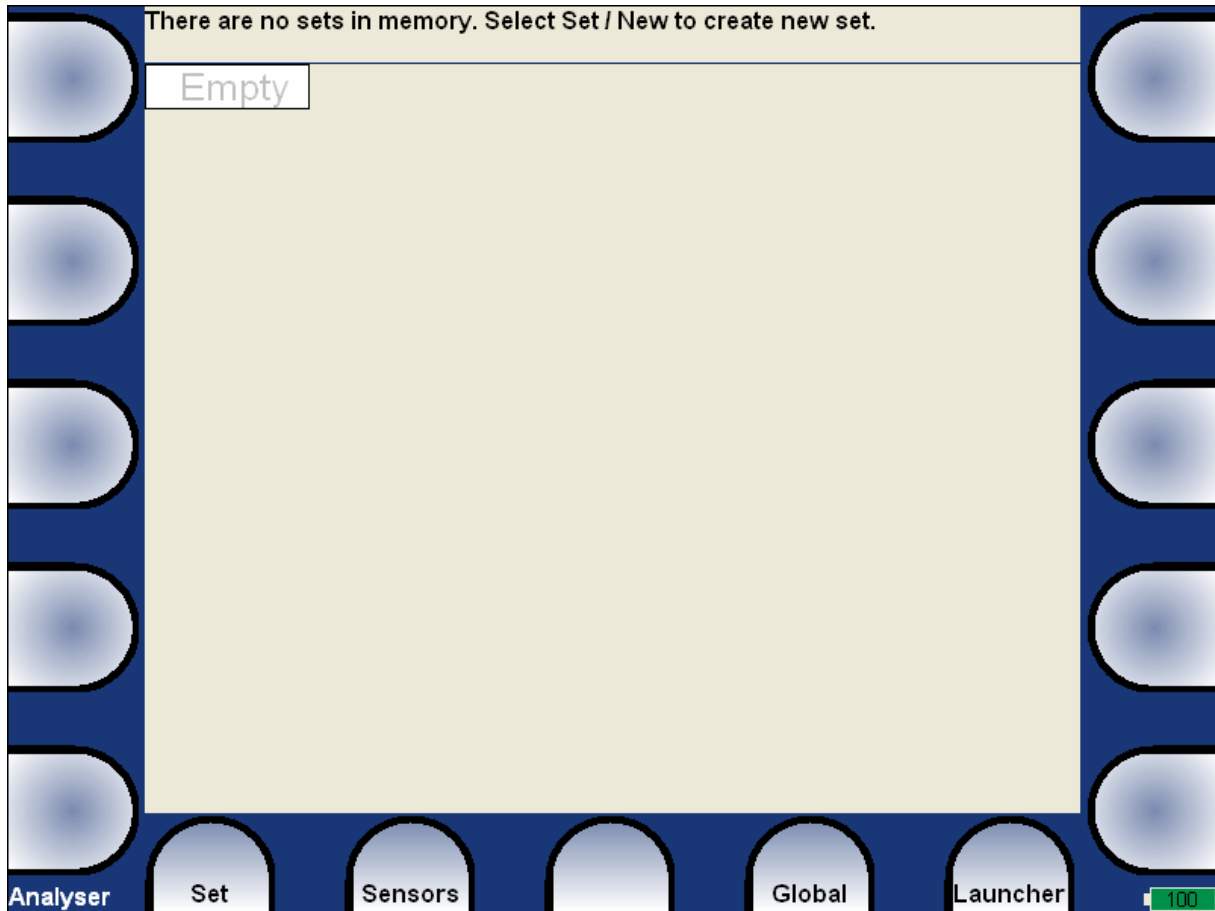 There are no sets in memory. Select Set / New to create new set.
Empty
Analyser
Set
Sensors
Global
Launcher
100